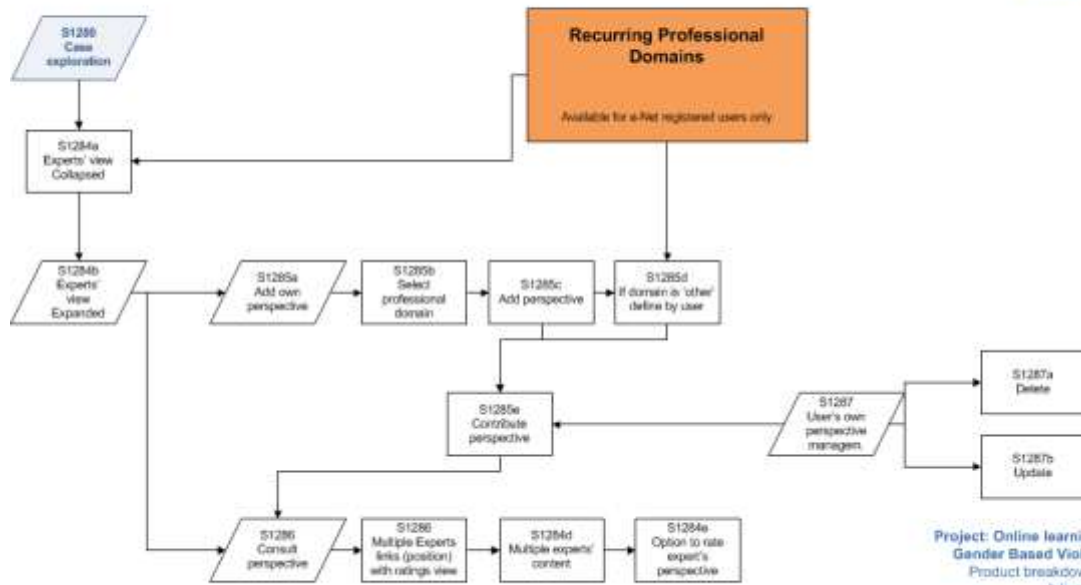 S1286
Case
exploration
Recurring Professional
Domains
Available for e-Net registered users only
S1284a
Experts' view
Collapsed
S1284b
Experts'
view
Expanded
S1285a
Add own
perspective
S1285b
Select
professional
domain
S1285c
Add perspective
S1285d
If domain is 'other'
define by user
S1285e
Contribute
perspective
S1287
User's own
perspective
managem.
S1287a
Delete
S1287b
Update
S1286
Consult
perspective
S1286
Multiple Experts
links (position)
with ratings view
S1284d
Multiple experts'
content
S1284e
Option to rate
expert's
perspective
Project: Online learni
Gender Based Viol
Product breakdow